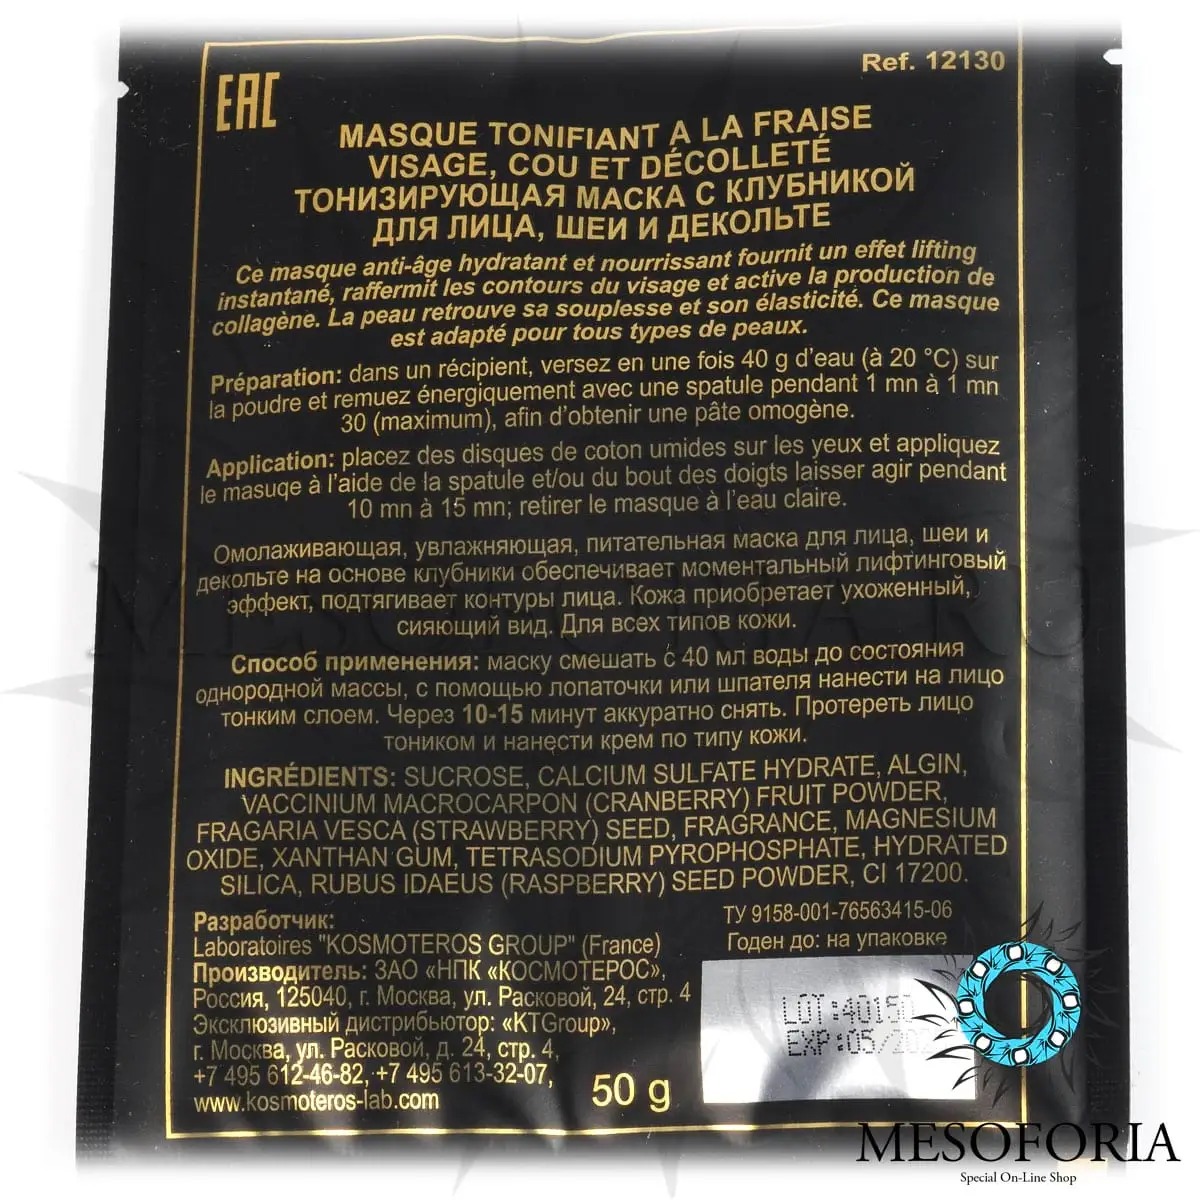 Ref. 12130
EAC
MASQUE TONIFIANT A LA FRAISE
VISAGE, COU ET DÉCOLLETÉ
ТОНИЗИРУЮЩАЯ МАСКА С КЛУБНИКОЙ
ДЛЯ ЛИЦА, ШЕИ И ДЕКОЛЬТЕ
Ce masque anti-âge hydratant et nourrissant fournit un effet lifting
instantané, raffermit les contours du visage et active la production de
collagène. La peau retrouve sa souplesse et son élasticité. Ce masque
est adapté pour tous types de peaux.
Préparation: dans un récipient, versez en une fois 40 g d'eau (à 20 °C) sur
la poudre et remuez énergiquement avec une spatule pendant 1 mn à 1 mn
30 (maximum), afin d'obtenir une pâte omogène.
Application: placez des disques de coton umides sur les yeux et appliquez
le masuqe à l'aide de la spatule et/ou du bout des doigts laisser agir pendant
10 mn à 15 mn; retirer le masque à l'eau claire.
Омолаживающая, увлажняющая, питательная маска для лица, шеи и
декольте на основе клубники обеспечивает моментальный лифтинговый
эффект, подтягивает контуры лица. Кожа приобретает ухоженный,
сияющий вид. Для всех типов кожи.
Способ применения: маску смешать с 40 мл воды до состояния
однородной массы, с помощью лопаточки или шпателя нанести на лицо
тонким слоем. Через 10-15 минут аккуратно снять. Протереть лицо
тоником и нанести крем по типу кожи.
INGRÉDIENTS: SUCROSE, CALCIUM SULFATE HYDRATE, ALGIN,
VACCINIUM MACROCARPON (CRANBERRY) FRUIT POWDER,
FRAGARIA VESCA (STRAWBERRY) SEED, FRAGRANCE, MAGNESIUM
OXIDE, XANTHAN GUM, TETRASODIUM PYROPHOSPHATE, HYDRATED
SILICA, RUBUS IDAEUS (RASPBERRY) SEED POWDER, CI 17200.
Разработчик:
Laboratoires "KOSMOTEROS GROUP" (France)
Производитель: ЗАО «НПК «КОСМОТЕРОС»,
Россия, 125040, г. Москва, ул. Расковой, 24, стр. 4
Эксклюзивный дистрибьютор: «KTGroup»,
г. Москва, ул. Расковой, д. 24, стр. 4,
+7 495 612-46-82, +7 495 613-32-07,
www.kosmoteros-lab.com
50 g
ТУ 9158-001-76563415-06
Годен до: на упаковке
LOT:40150
EXP:05/
MESOFORIA.RU
MESOFORIA
Special On-Line Shop